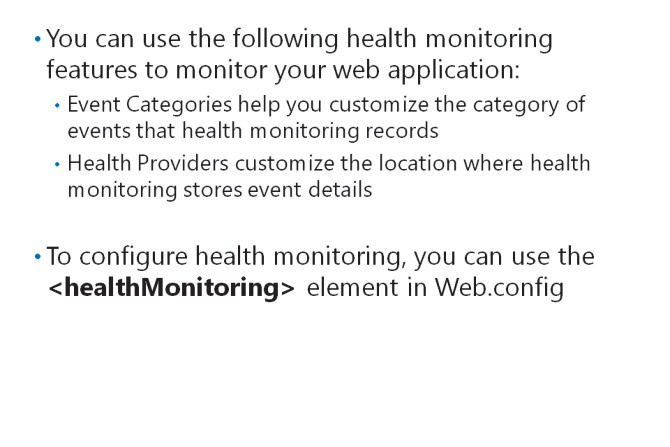 • You can use the following health monitoring
features to monitor your web application:
• Event Categories help you customize the category of
events that health monitoring records
• Health Providers customize the location where health
monitoring stores event details
• To configure health monitoring, you can use the
<healthMonitoring> element in Web.config